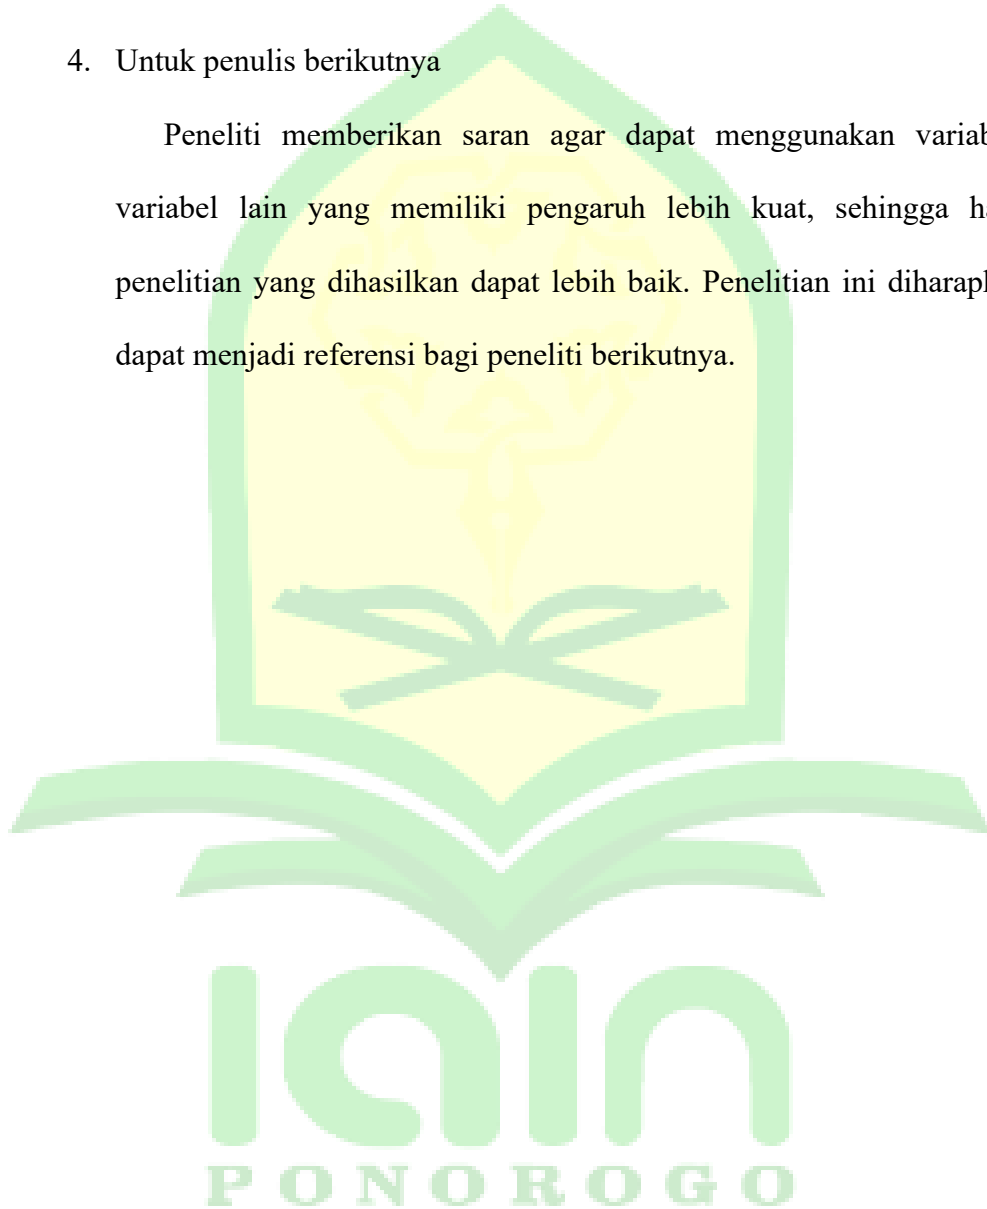 4. Untuk penulis berikutnya
Peneliti memberikan saran agar dapat menggunakan
variabel lain yang memiliki pengaruh lebih kuat, sehingga
penelitian yang dihasilkan dapat lebih baik. Penelitian ini
dapat menjadi referensi bagi peneliti berikutnya.
IAIN
PONOROGO